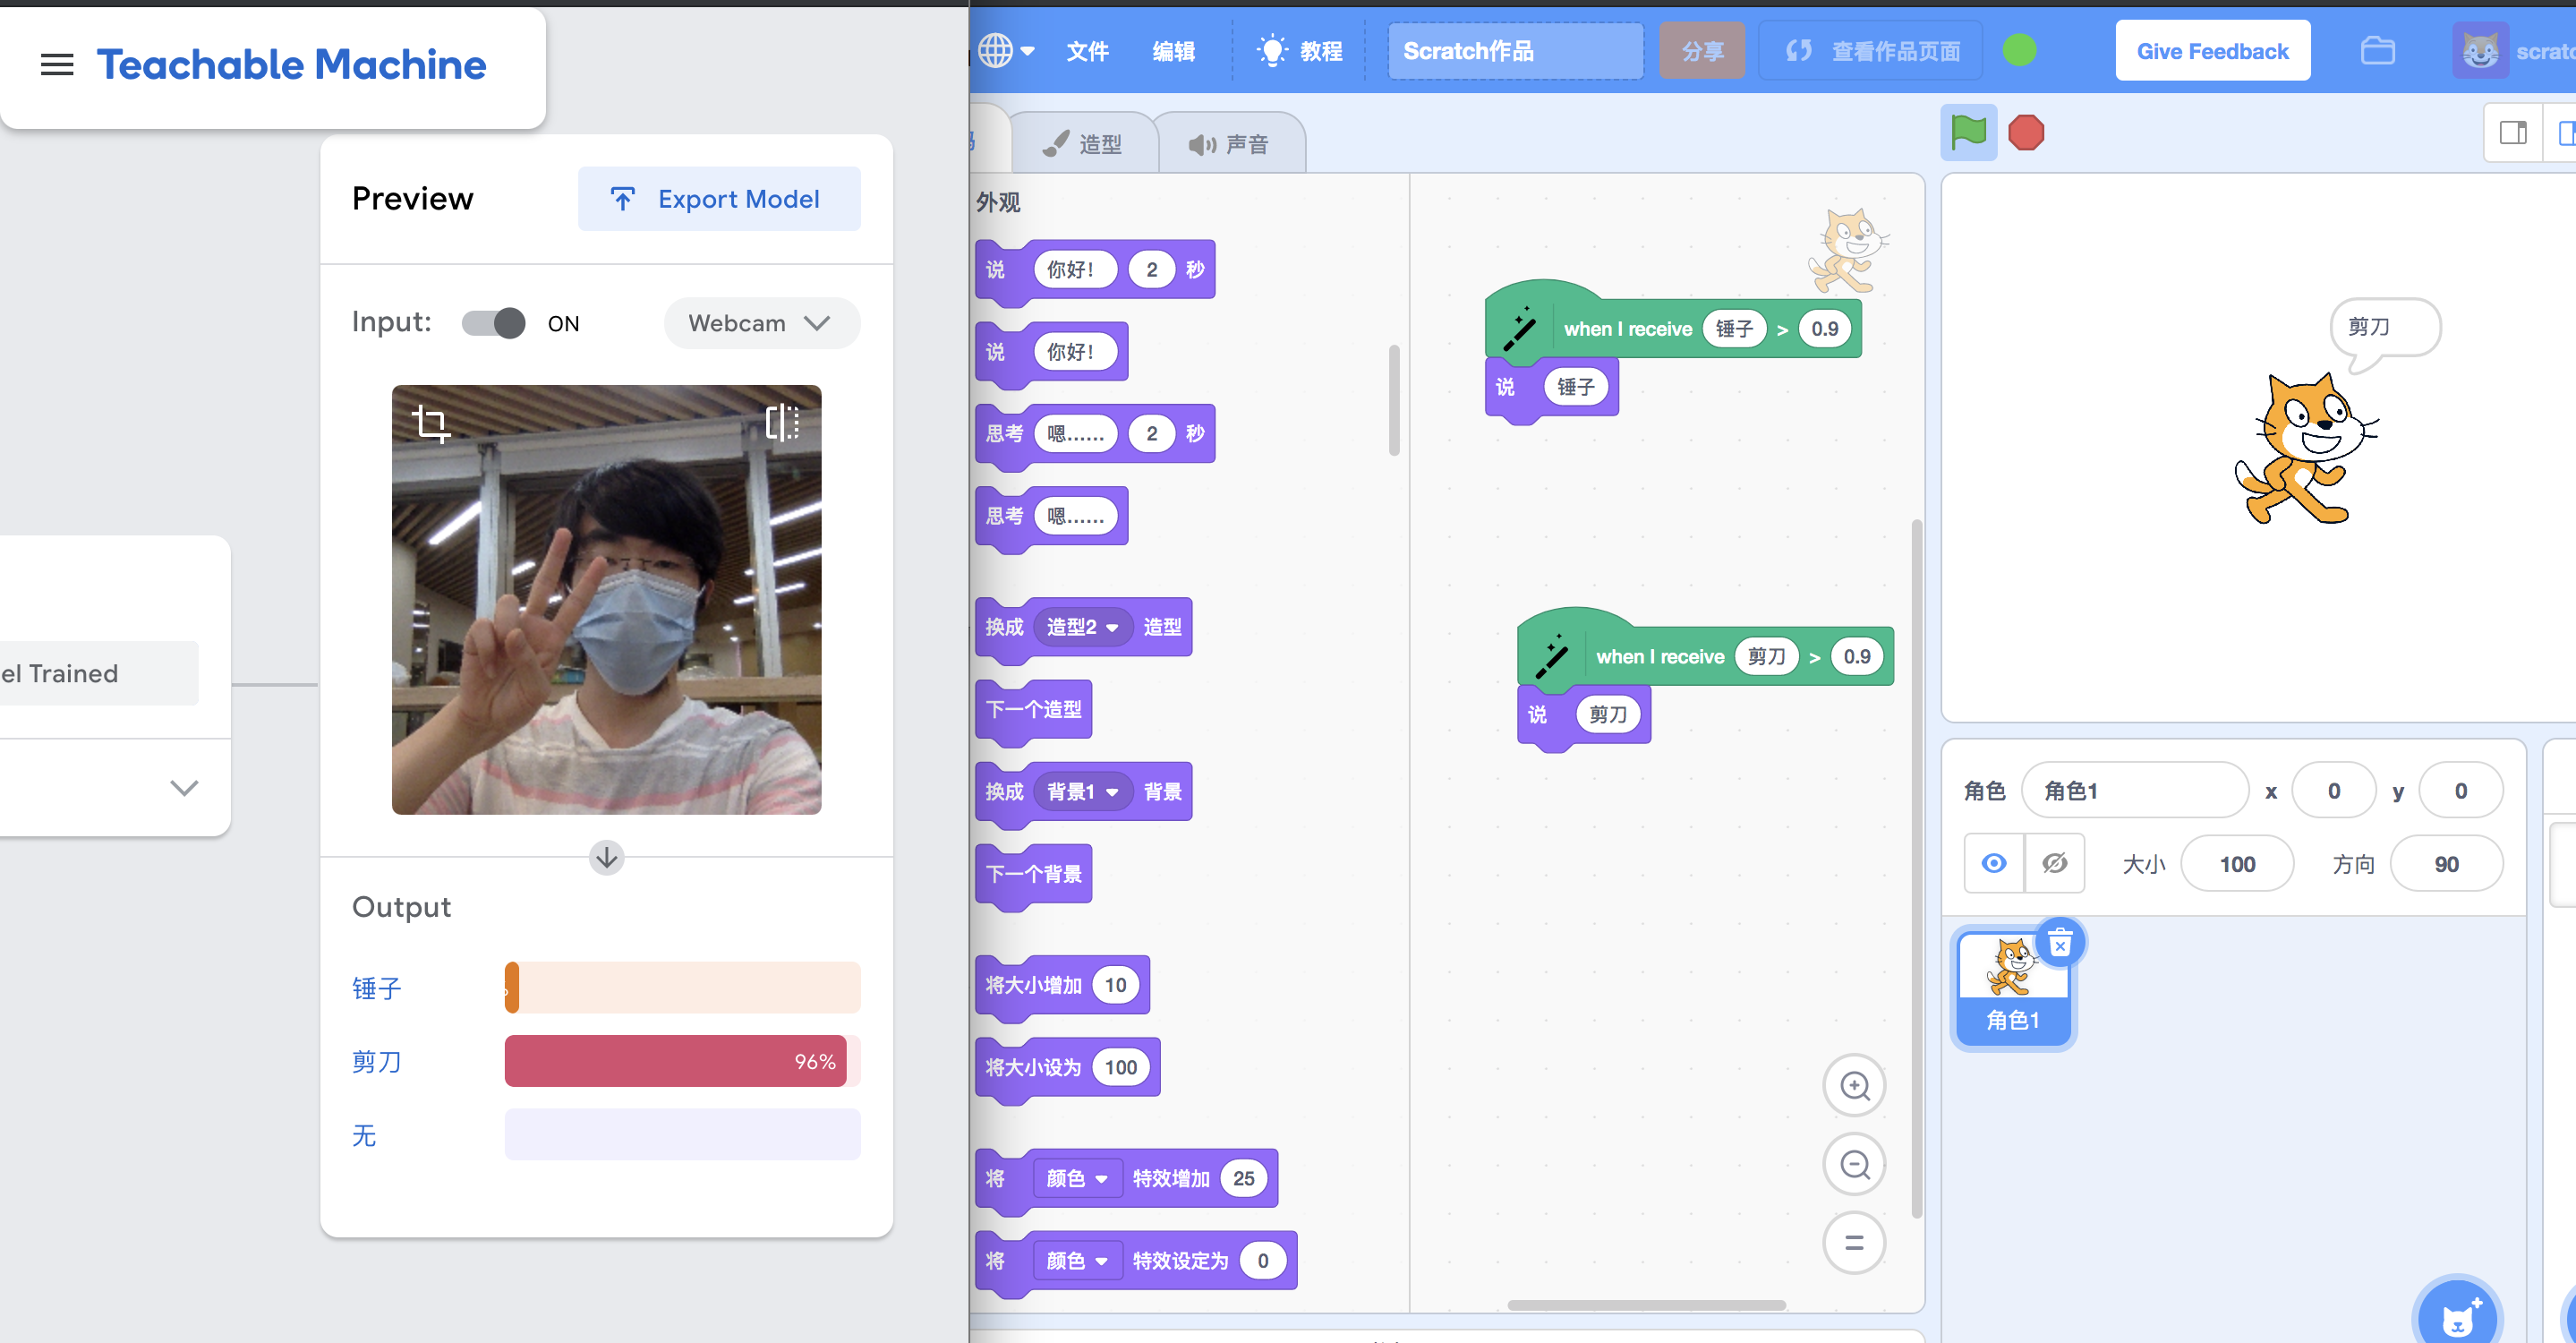 Teachable Machine
Preview
Export Model
Input:
ON
Webcam
el Trained
Output
锤子
剪刀
96%
无
文件
编辑
教程
Scratch作品
分享
查看作品页面
Give Feedback
scratc
造型
声音
外观
说 你好! 2 秒
说 你好!
思考 嗯…… 2 秒
思考 嗯……
换成 造型2 造型
下一个造型
换成 背景1 背景
下一个背景
将大小增加 10
将大小设为 100
将 颜色 特效增加 25
将 颜色 特效设定为 0
when I receive 锤子 > 0.9
说 锤子
when I receive 剪刀 > 0.9
说 剪刀
剪刀
角色 角色1 x 0 y 0
大小 100 方向 90
角色1